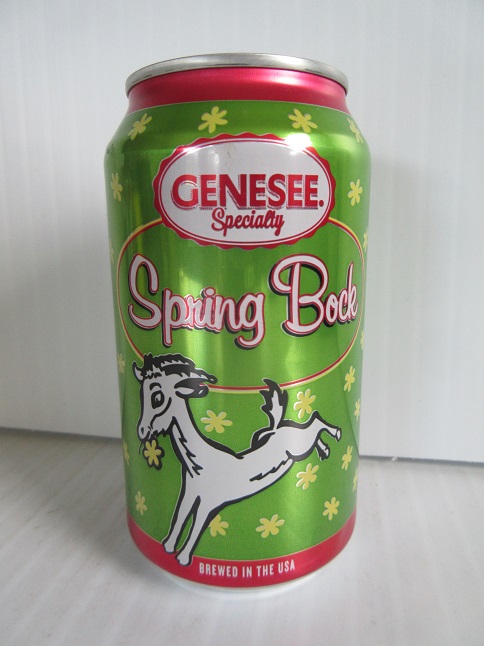 GENESEE.
Specialty
Spring Bock
BREWED IN THE USA